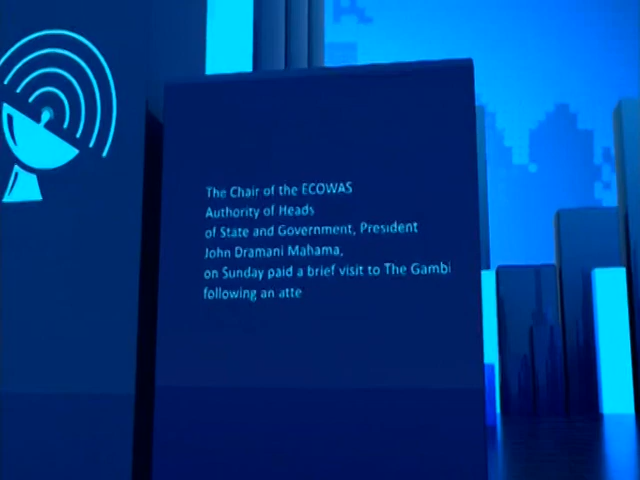 The Chair of the ECOWAS
Authority of Heads
of State and Government, President
John Dramani Mahama,
on Sunday paid a brief visit to The Gambi
following an atte